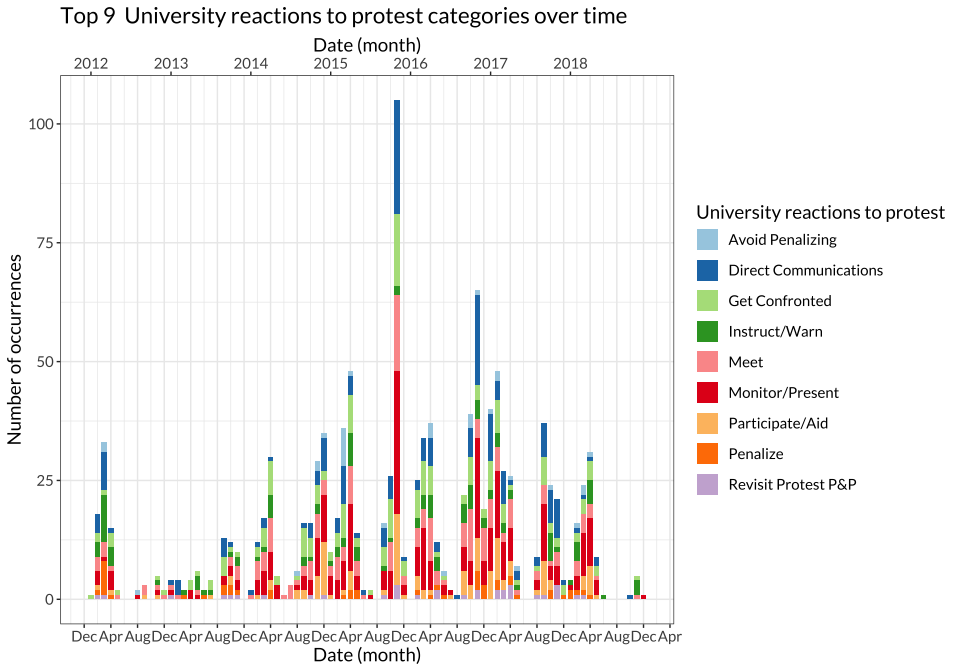 Top 9  University reactions to protest categories over time
Date (month)
2012 2013 2014 2015 2016 2017 2018
Number of occurrences
100
75
50
25
0
Dec Apr Aug Dec Apr Aug Dec Apr Aug Dec Apr Aug Dec Apr Aug Dec Apr Aug Dec Apr Aug Dec Apr
Date (month)
University reactions to protest
Avoid Penalizing
Direct Communications
Get Confronted
Instruct/Warn
Meet
Monitor/Present
Participate/Aid
Penalize
Revisit Protest P&P